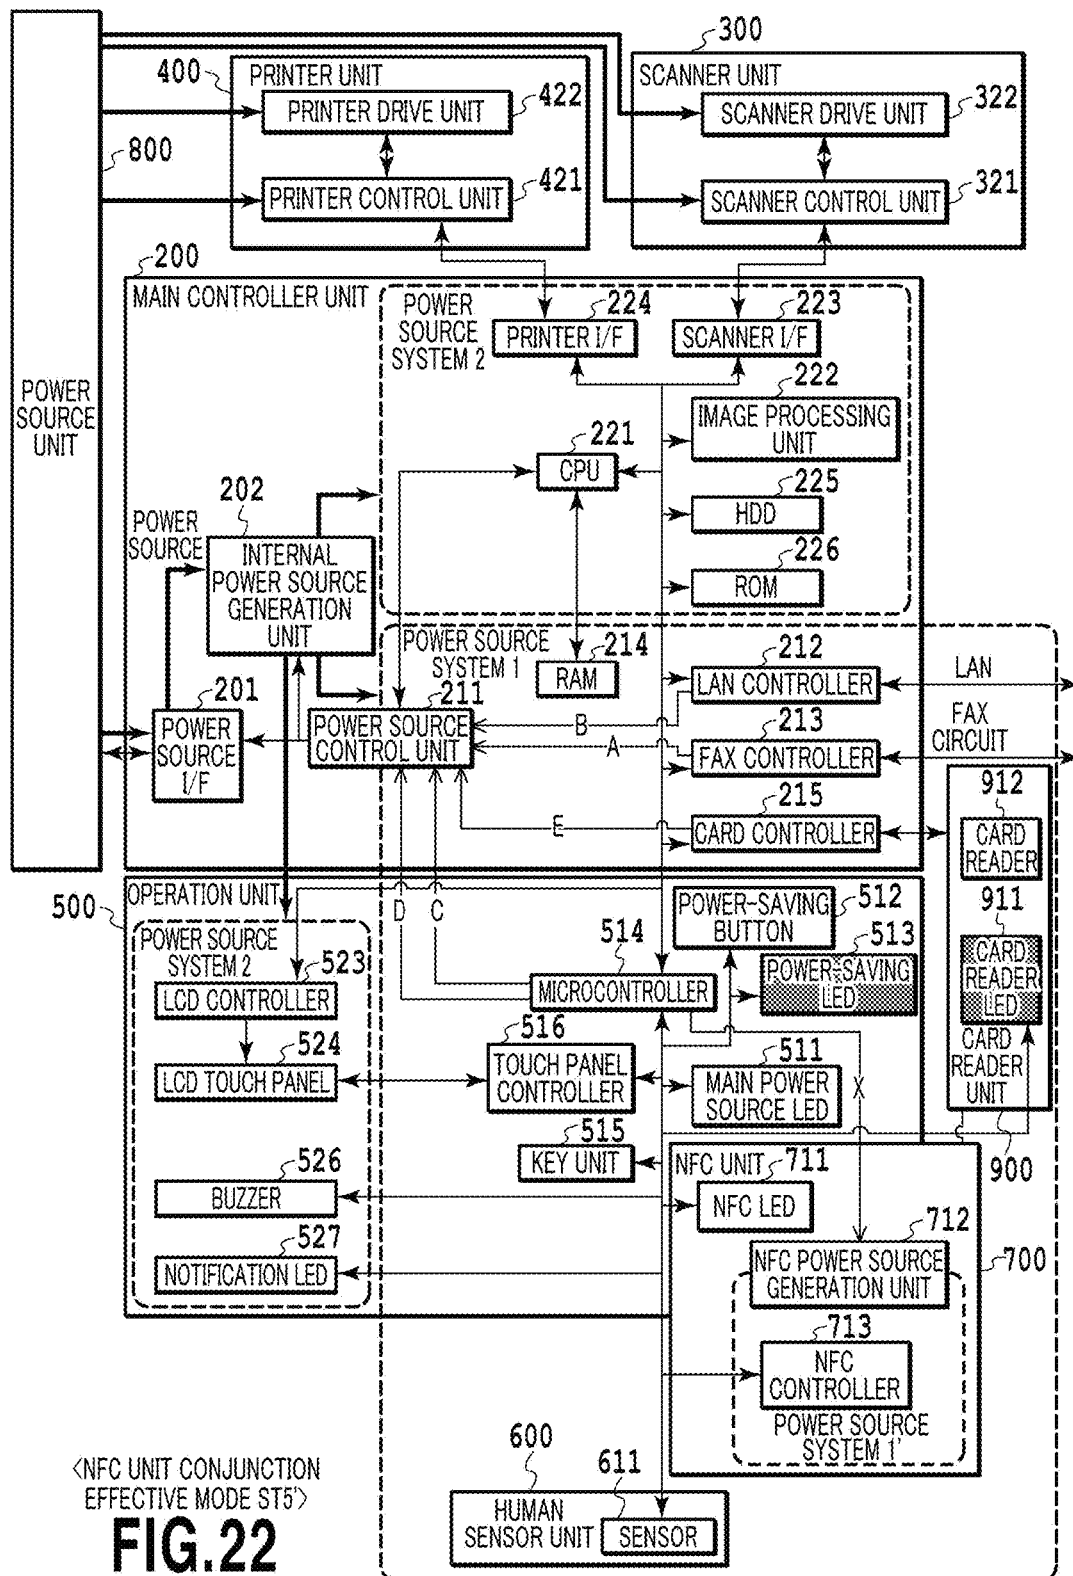 300
400
PRINTER UNIT
SCANNER UNIT
PRINTER DRIVE UNIT
422
SCANNER DRIVE UNIT
322
800
PRINTER CONTROL UNIT
421
SCANNER CONTROL UNIT
321
200
MAIN CONTROLLER UNIT
POWER
SOURCE
SYSTEM 2
224
PRINTER I/F
223
SCANNER I/F
POWER
SOURCE
UNIT
222
IMAGE PROCESSING
UNIT
221
CPU
225
HDD
202
POWER
SOURCE
INTERNAL
POWER SOURCE
GENERATION
UNIT
226
ROM
POWER SOURCE
SYSTEM 1
214
RAM
212
LAN CONTROLLER
LAN
201
POWER
SOURCE
I/F
211
POWER SOURCE
CONTROL UNIT
B
A
213
FAX CONTROLLER
FAX
CIRCUIT
E
215
CARD CONTROLLER
912
CARD
READER
500
OPERATION UNIT
D
C
512
POWER-SAVING
BUTTON
911
CARD
READER
LED
POWER SOURCE
SYSTEM 2
523
LCD CONTROLLER
514
MICROCONTROLLER
513
POWER-SAVING
LED
524
LCD TOUCH PANEL
516
TOUCH PANEL
CONTROLLER
511
MAIN POWER
SOURCE LED
X
CARD
READER
UNIT
515
KEY UNIT
900
526
BUZZER
NFC UNIT
711
NFC LED
527
NOTIFICATION LED
712
NFC POWER SOURCE
GENERATION UNIT
700
713
NFC
CONTROLLER
POWER SOURCE
SYSTEM 1'
600
611
HUMAN
SENSOR UNIT
SENSOR
<NFC UNIT CONJUNCTION
EFFECTIVE MODE ST5'>
FIG.22